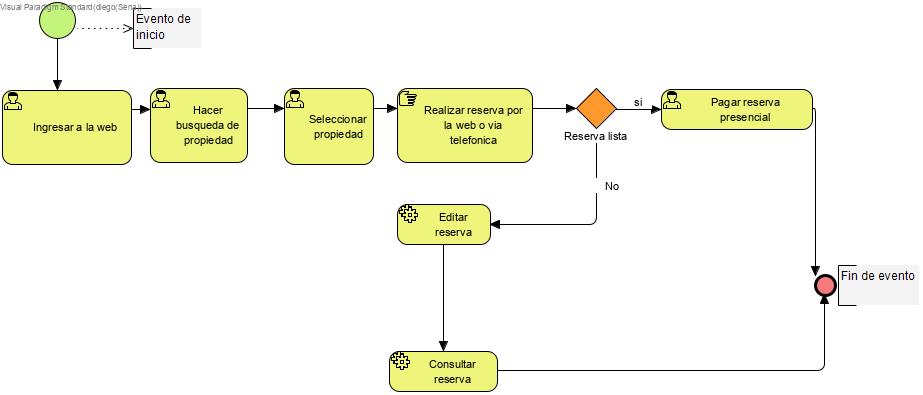 Visual Paradigm Standard(diego(Sena))
Evento de
inicio
Ingresar a la web
Hacer
busqueda de
propiedad
Seleccionar
propiedad
Realizar reserva por
la web o via
telefonica
Reserva lista
si
Pagar reserva
presencial
No
Editar
reserva
Fin de evento
Consultar
reserva